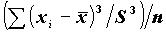 (∑(xᵢ − x̄)³/S³)/n